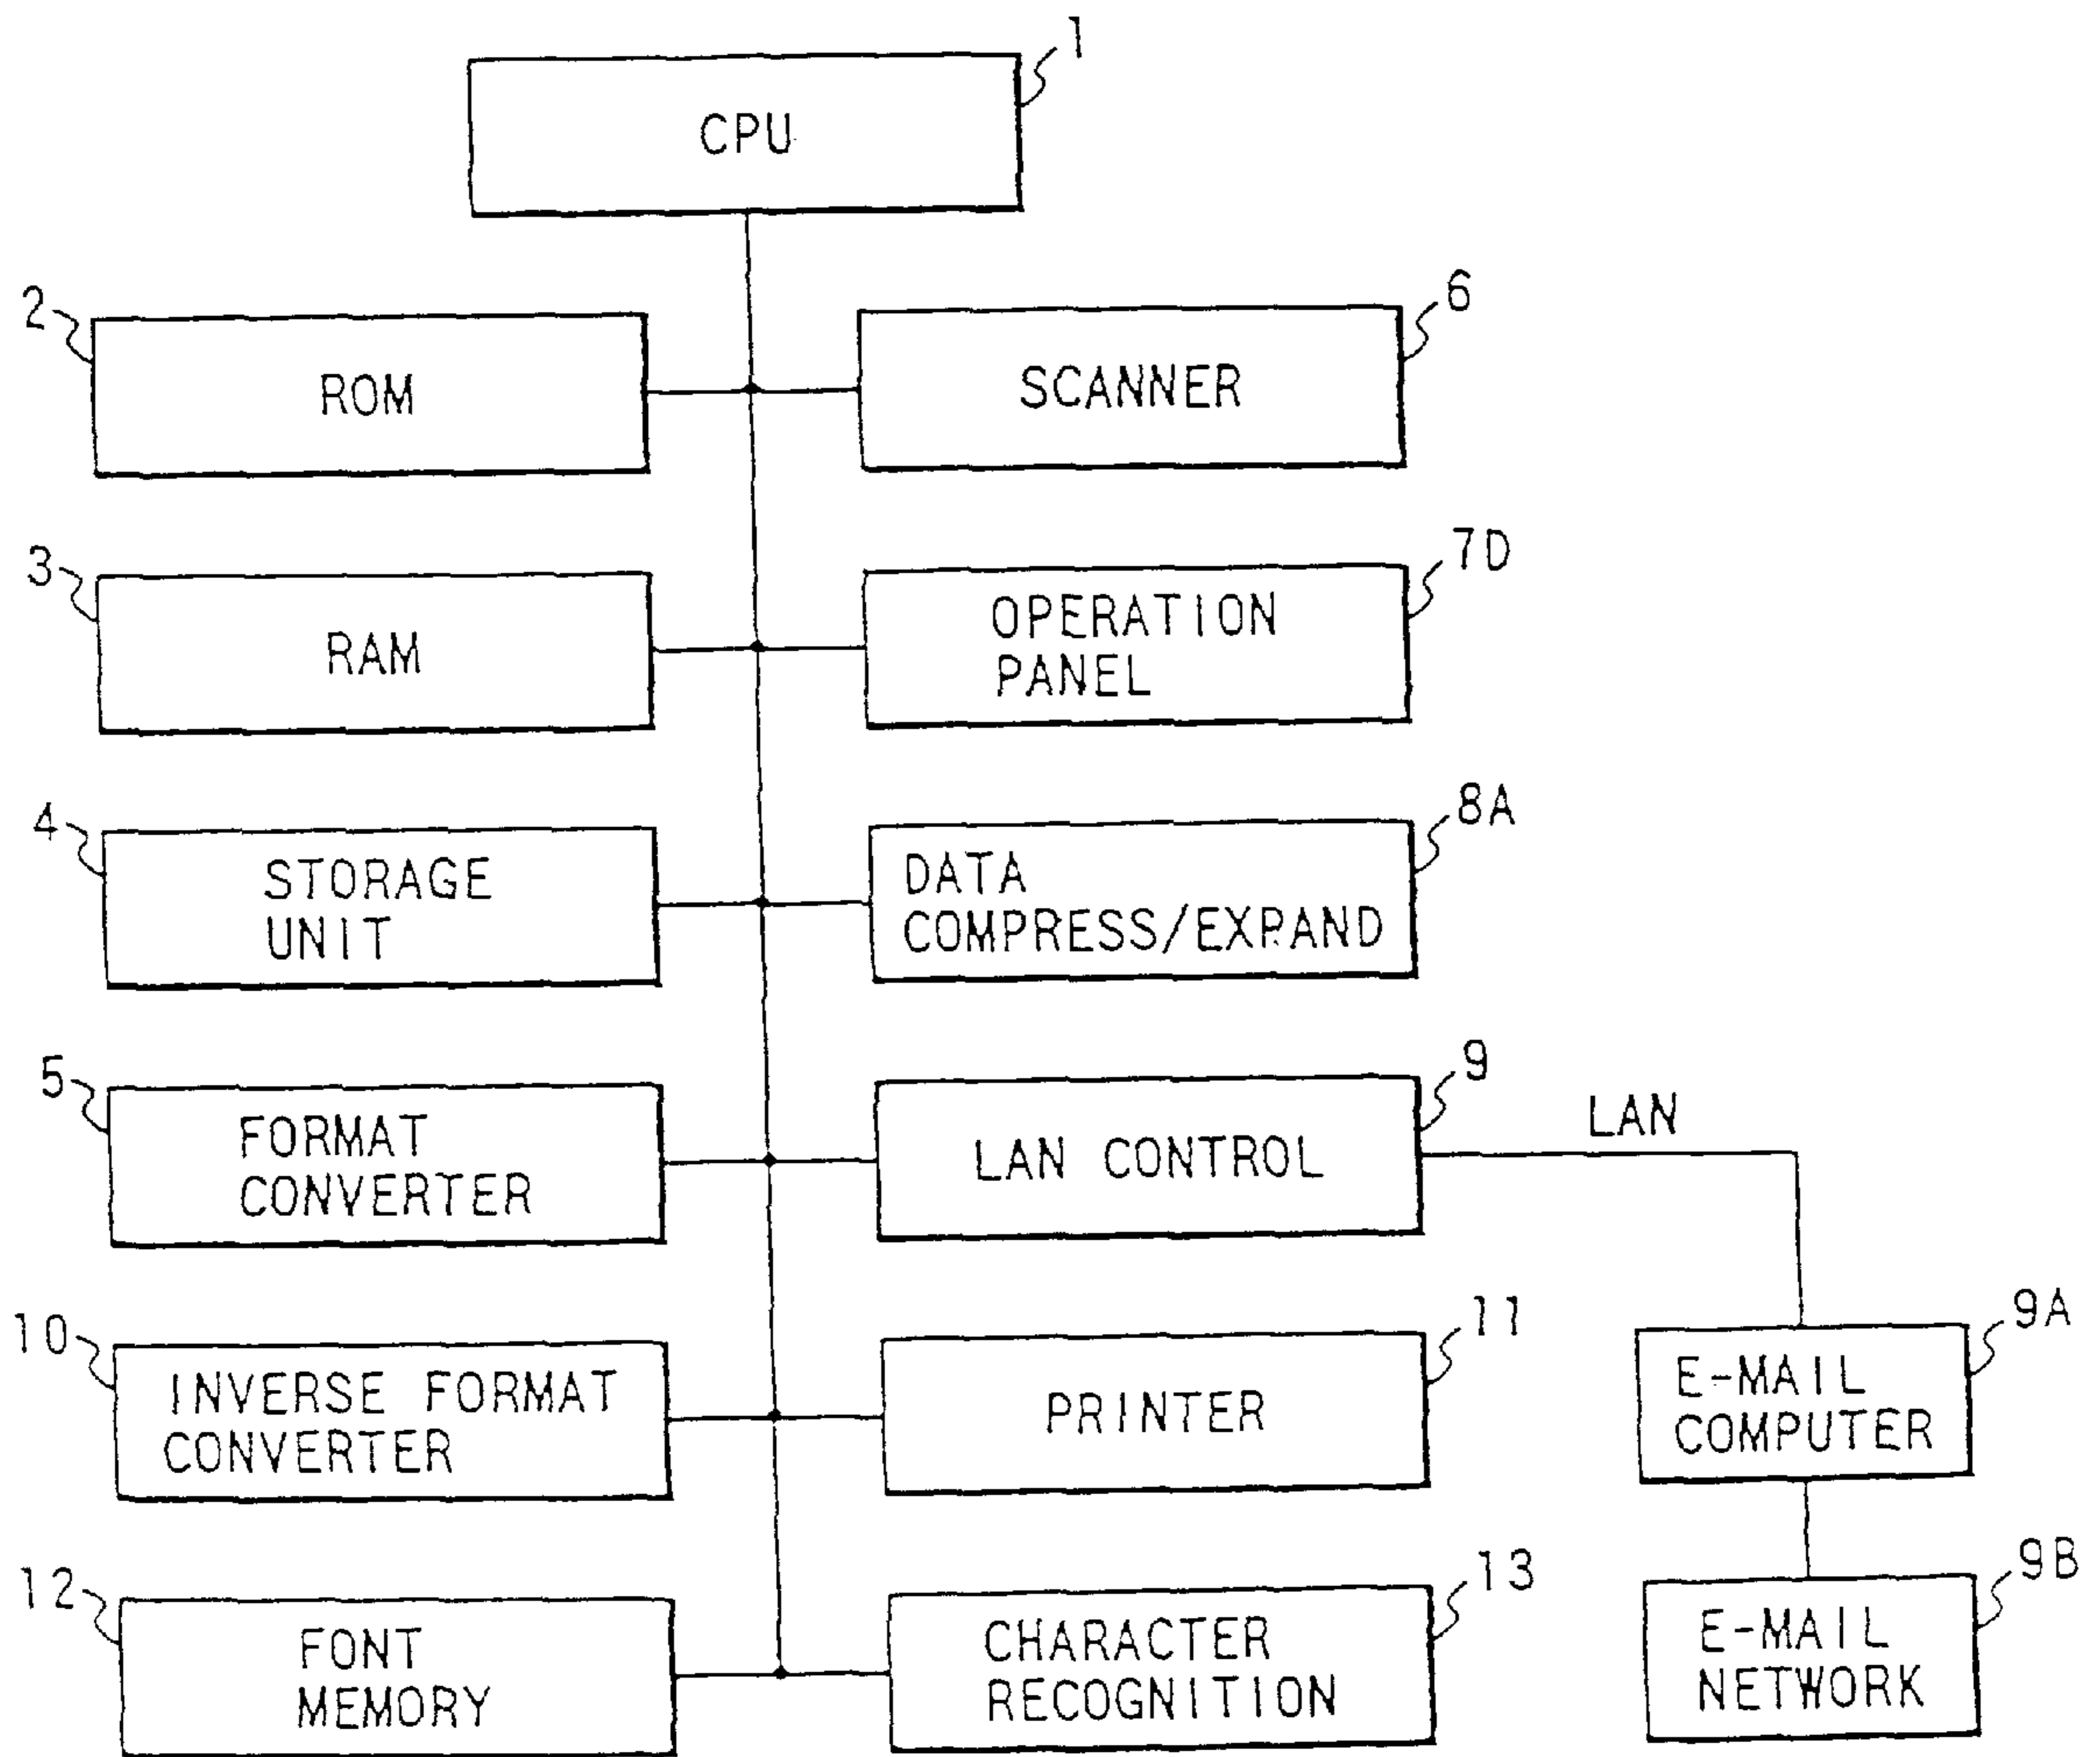 1
CPU
2
ROM
6
SCANNER
3
RAM
7D
OPERATION
PANEL
4
STORAGE
UNIT
8A
DATA
COMPRESS/EXPAND
5
FORMAT
CONVERTER
9
LAN CONTROL
LAN
10
INVERSE FORMAT
CONVERTER
11
PRINTER
9A
E-MAIL
COMPUTER
12
FONT
MEMORY
13
CHARACTER
RECOGNITION
9B
E-MAIL
NETWORK